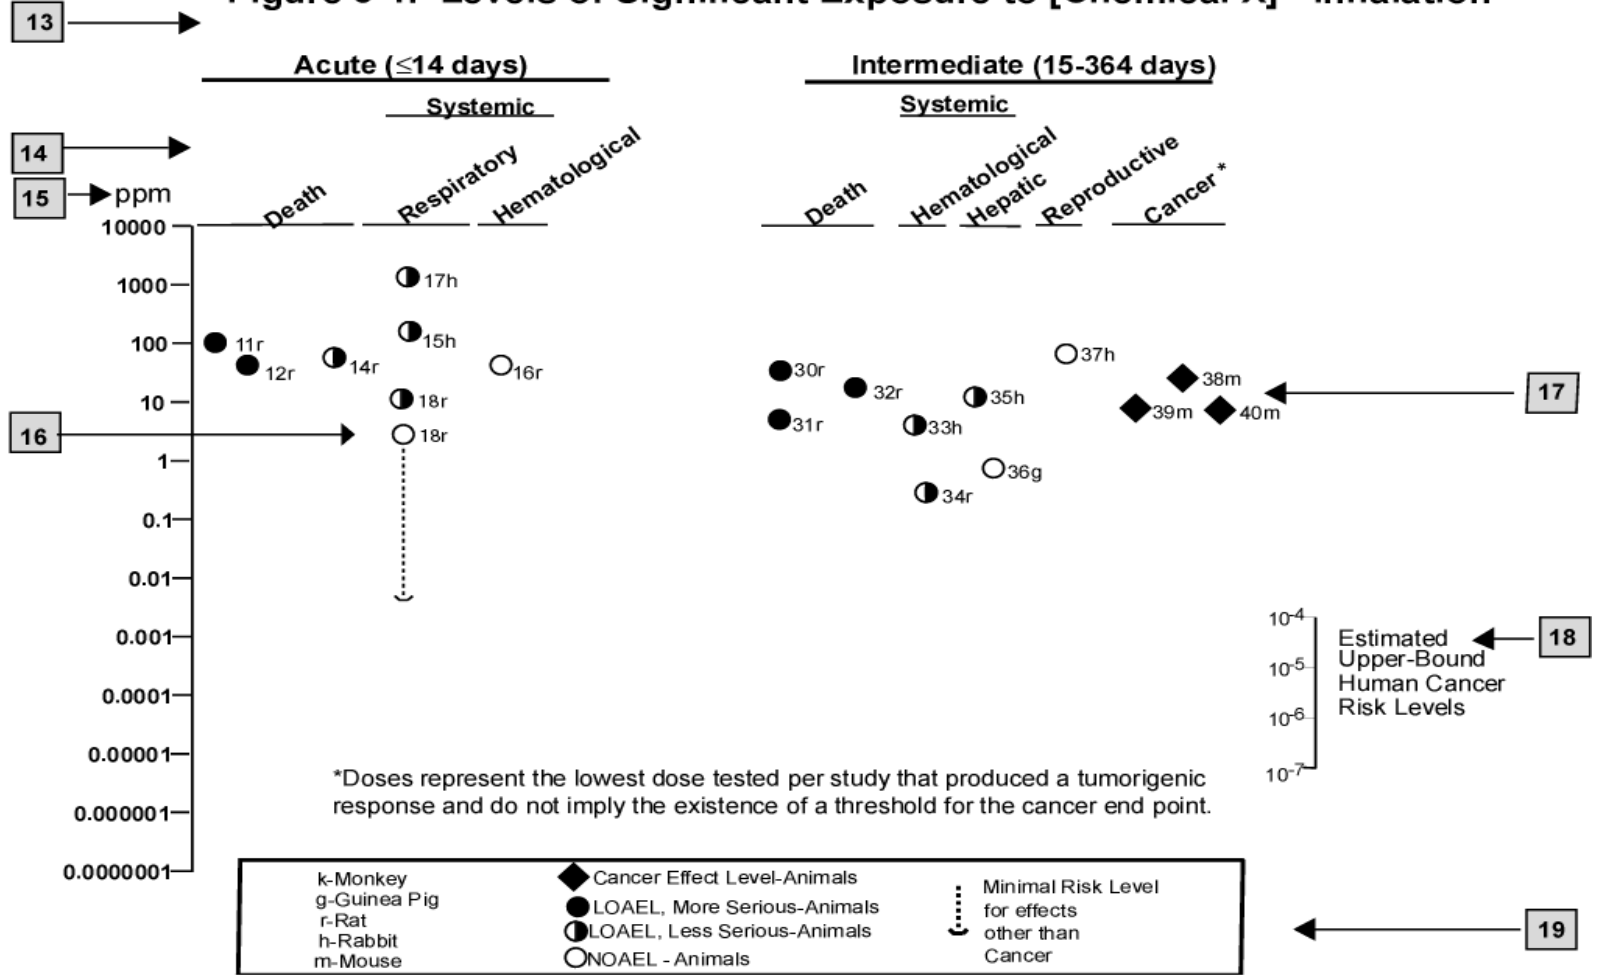 Figure 3-1. Levels of Significant Exposure to [Chemical X] - Inhalation
13
Acute (≤14 days)
Intermediate (15-364 days)
Systemic
Systemic
14
15
ppm
Death
Respiratory
Hematological
Death
Hematological
Hepatic
Reproductive
Cancer*
10000
1000
100
10
1
0.1
0.01
0.001
0.0001
0.00001
0.000001
0.0000001
17h
11r
15h
12r
14r
16r
18r
18r
16
30r
37h
32r
38m
35h
31r
33h
39m
40m
36g
34r
17
10-4
10-5
10-6
10-7
Estimated
Upper-Bound
Human Cancer
Risk Levels
18
*Doses represent the lowest dose tested per study that produced a tumorigenic
response and do not imply the existence of a threshold for the cancer end point.
k-Monkey
g-Guinea Pig
r-Rat
h-Rabbit
m-Mouse
Cancer Effect Level-Animals
LOAEL, More Serious-Animals
LOAEL, Less Serious-Animals
NOAEL - Animals
Minimal Risk Level
for effects
other than
Cancer
19